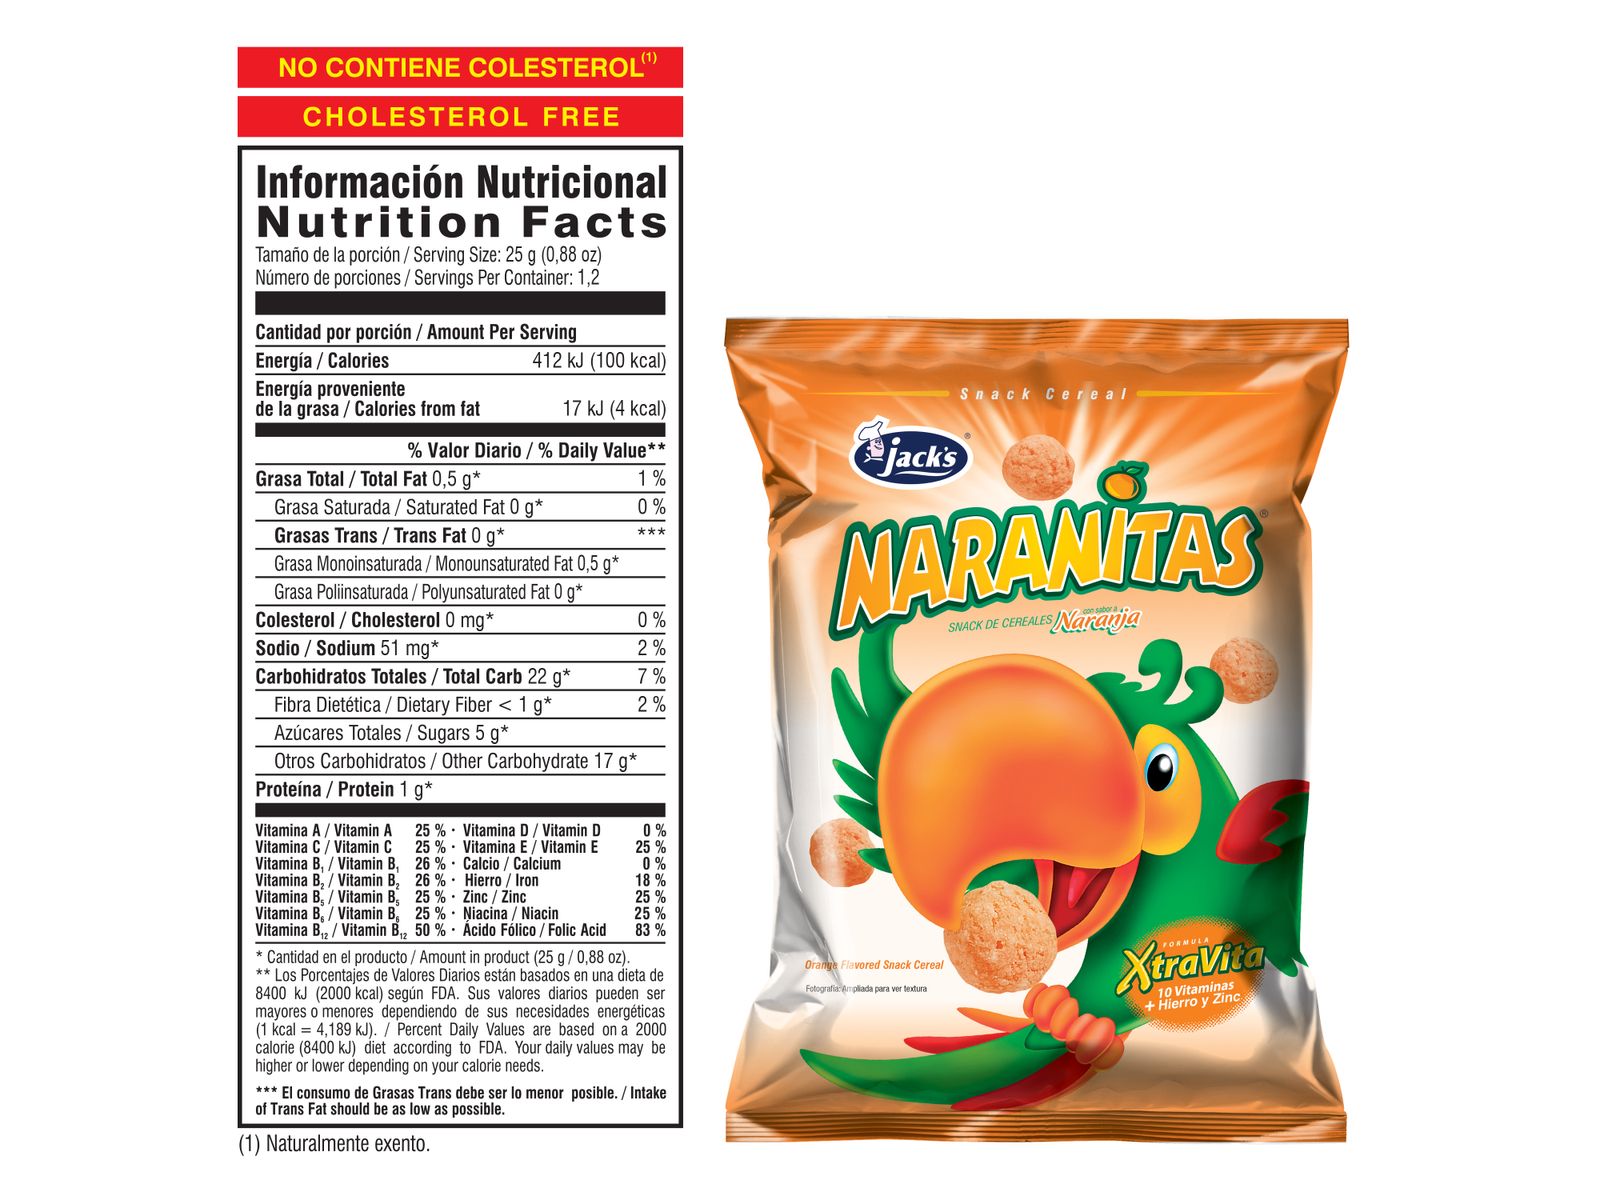 NO CONTIENE COLESTEROL(1)
CHOLESTEROL FREE
Información Nutricional
Nutrition Facts
Tamaño de la porción / Serving Size: 25 g (0,88 oz)
Número de porciones / Servings Per Container: 1,2
Cantidad por porción / Amount Per Serving
Energía / Calories 412 kJ (100 kcal)
Energía proveniente
de la grasa / Calories from fat 17 kJ (4 kcal)
% Valor Diario / % Daily Value**
Grasa Total / Total Fat 0,5 g* 1 %
Grasa Saturada / Saturated Fat 0 g* 0 %
Grasas Trans / Trans Fat 0 g* ***
Grasa Monoinsaturada / Monounsaturated Fat 0,5 g*
Grasa Poliinsaturada / Polyunsaturated Fat 0 g*
Colesterol / Cholesterol 0 mg* 0 %
Sodio / Sodium 51 mg* 2 %
Carbohidratos Totales / Total Carb 22 g* 7 %
Fibra Dietética / Dietary Fiber < 1 g* 2 %
Azúcares Totales / Sugars 5 g*
Otros Carbohidratos / Other Carbohydrate 17 g*
Proteína / Protein 1 g*
Vitamina A / Vitamin A 25 % · Vitamina D / Vitamin D 0 %
Vitamina C / Vitamin C 25 % · Vitamina E / Vitamin E 25 %
Vitamina B1 / Vitamin B1 26 % · Calcio / Calcium 0 %
Vitamina B2 / Vitamin B2 26 % · Hierro / Iron 18 %
Vitamina B5 / Vitamin B5 25 % · Zinc / Zinc 25 %
Vitamina B6 / Vitamin B6 25 % · Niacina / Niacin 25 %
Vitamina B12 / Vitamin B12 50 % · Ácido Fólico / Folic Acid 83 %
* Cantidad en el producto / Amount in product (25 g / 0,88 oz).
** Los Porcentajes de Valores Diarios están basados en una dieta de
8400 kJ (2000 kcal) según FDA. Sus valores diarios pueden ser
mayores o menores dependiendo de sus necesidades energéticas
(1 kcal = 4,189 kJ). / Percent Daily Values are based on a 2000
calorie (8400 kJ) diet according to FDA. Your daily values may be
higher or lower depending on your calorie needs.
*** El consumo de Grasas Trans debe ser lo menor posible. / Intake
of Trans Fat should be as low as possible.
(1) Naturalmente exento.
Snack Cereal
jack's®
NARANITAS®
SNACK DE CEREALES con sabor a Naranja
Orange Flavored Snack Cereal
Fotografía: Ampliada para ver textura
FORMULA
XtraVita
10 Vitaminas
+ Hierro y Zinc